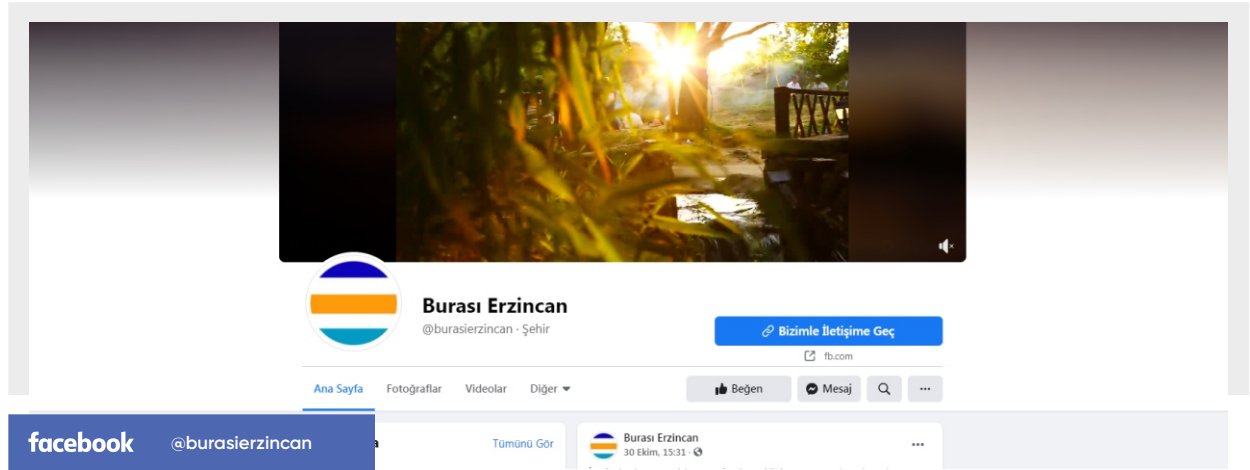 Burası Erzincan
@burasierzincan · Şehir
Bizimle İletişime Geç
fb.com
Ana Sayfa Fotoğraflar Videolar Diğer
Beğen Mesaj
facebook @burasierzincan
Tümünü Gör
Burası Erzincan
30 Ekim, 15:31 ·